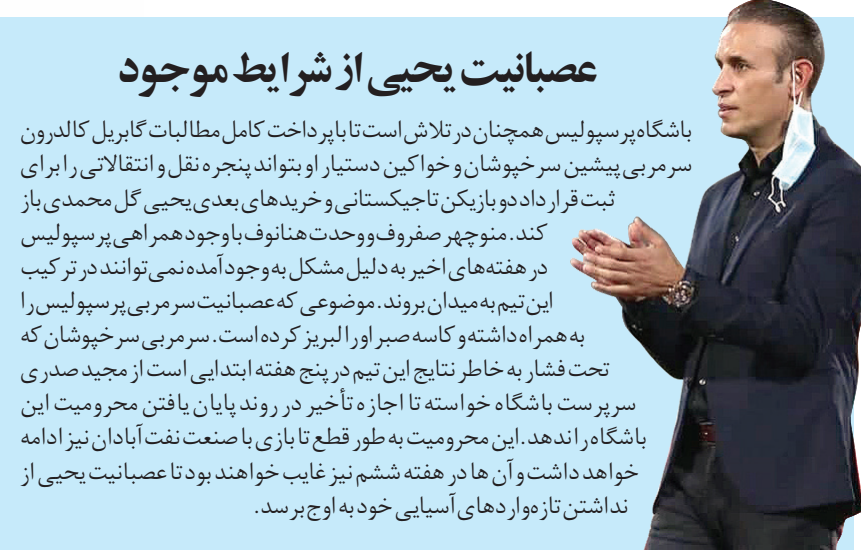 عصبانیت یحیی از شرایط موجود
باشگاه پرسپولیس همچنان در تلاش است تا با پرداخت کامل مطالبات گابریل کالدرون
سرمربی پیشین سرخپوشان و خواکین دستیار او بتواند پنجره نقل و انتقالاتی را برای
ثبت قرار داد دو بازیکن تاجیکستانی و خریدهای بعدی یحیی گل محمدی باز
کند. منوچهر صفروف و وحدت هنانوف با وجود همراهی پرسپولیس
در هفته‌های اخیر به دلیل مشکل به وجود آمده نمی‌توانند در ترکیب
این تیم به میدان بروند. موضوعی که عصبانیت سرمربی پرسپولیس را
به همراه داشته و کاسه صبر او را لبریز کرده است. سرمربی سرخپوشان که
تحت فشار به خاطر نتایج این تیم در پنج هفته ابتدایی است از مجید صدری
سرپرست باشگاه خواسته تا اجازه تأخیر در روند پایان یافتن محرومیت این
باشگاه را ندهد. این محرومیت به طور قطع تا بازی با صنعت نفت آبادان نیز ادامه
خواهد داشت و آن ها در هفته ششم نیز غایب خواهند بود تا عصبانیت یحیی از
نداشتن تازه‌واردهای آسیایی خود به اوج برسد.